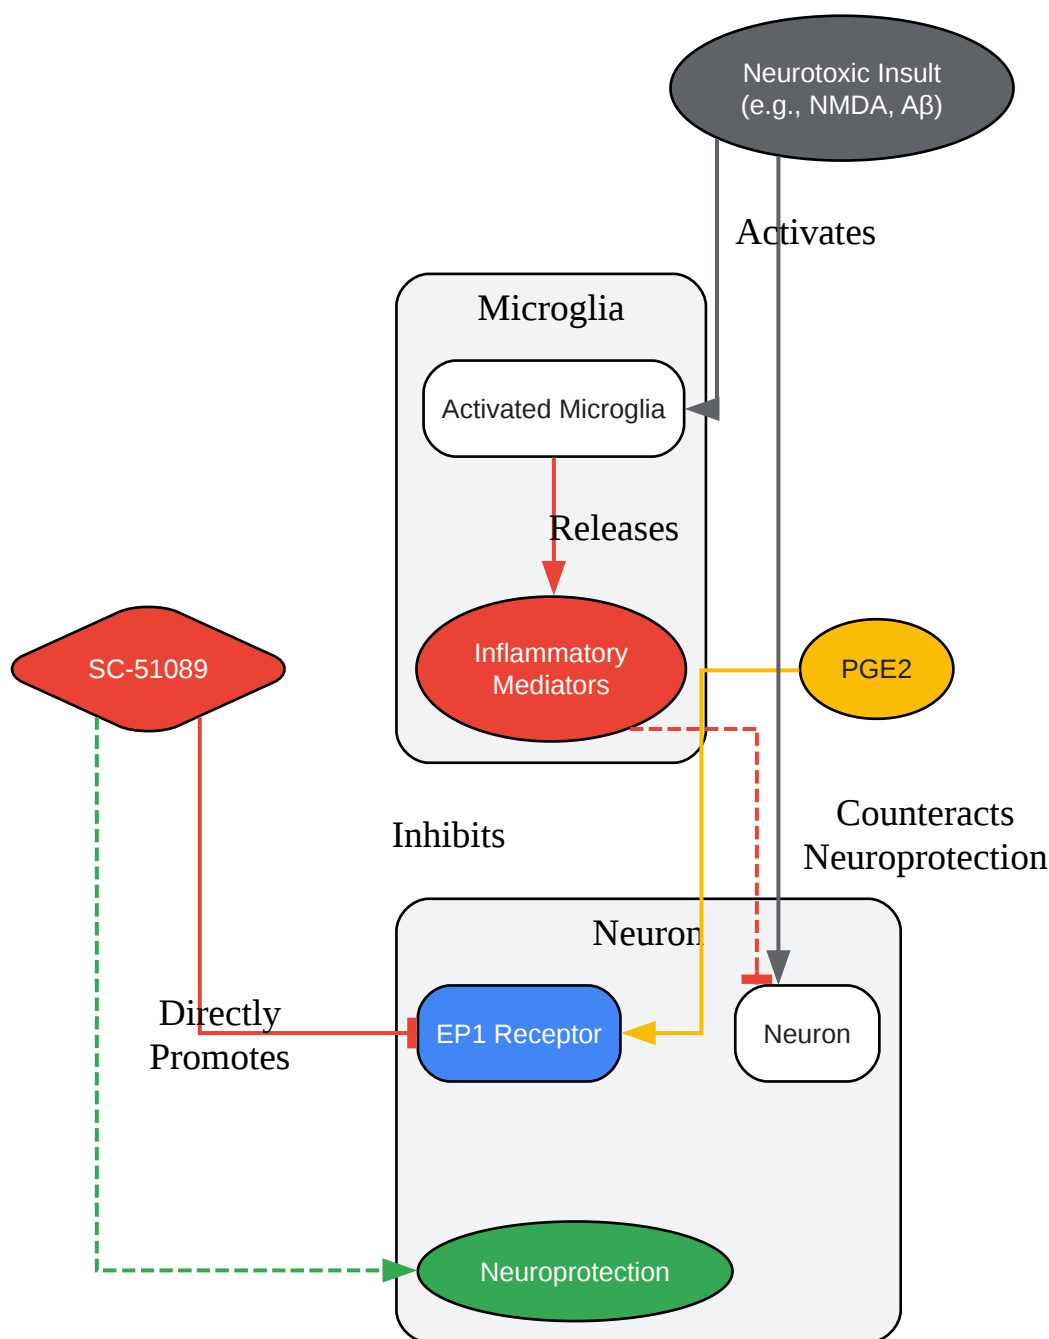 Neurotoxic Insult
(e.g., NMDA, Aβ)
Activates
Microglia
Activated Microglia
Releases
Inflammatory
Mediators
SC-51089
PGE2
Inhibits
Counteracts
Neuroprotection
Neuron
Directly
Promotes
EP1 Receptor
Neuron
Neuroprotection